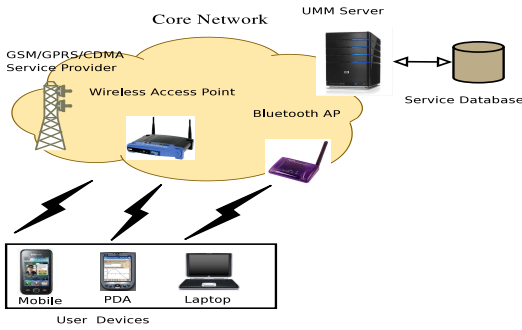 Core Network
UMM Server
GSM/GPRS/CDMA
Service Provider
Wireless Access Point
Bluetooth AP
Service Database
Mobile
PDA
Laptop
User Devices